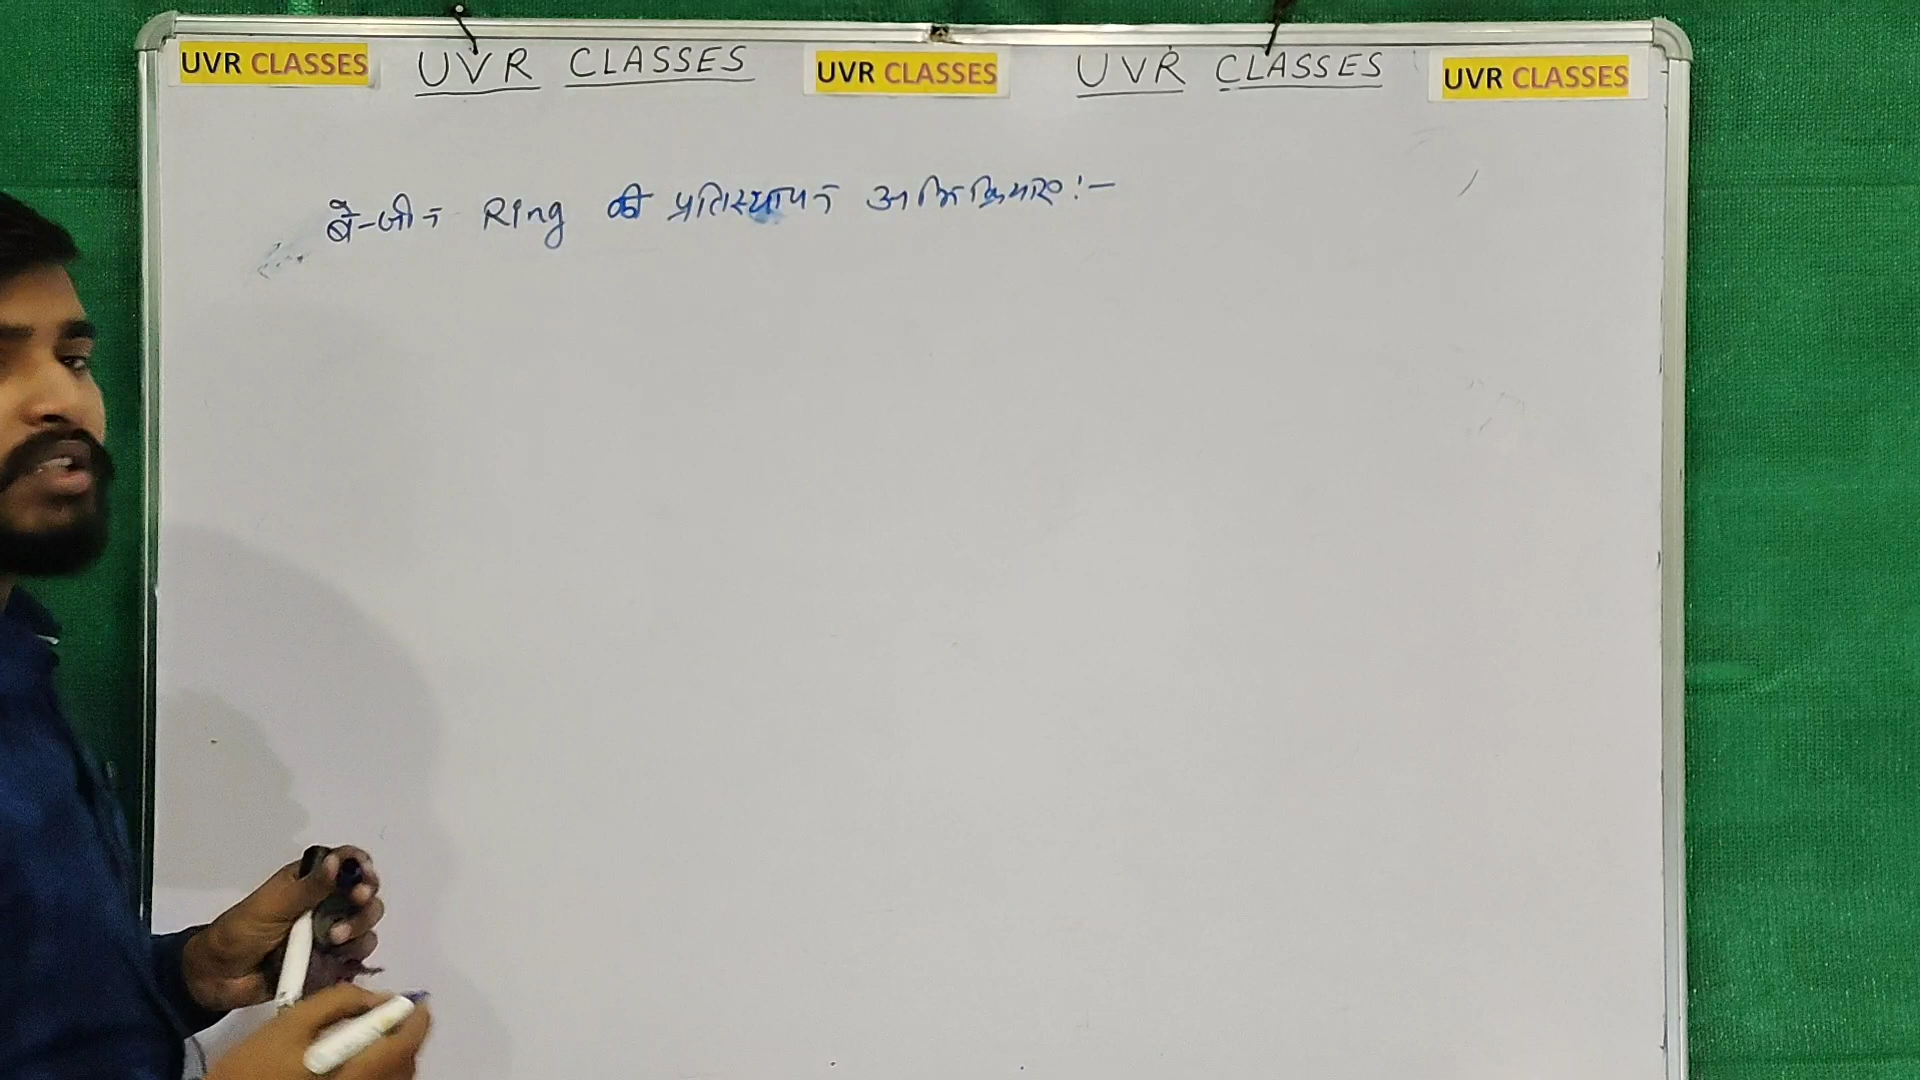 UVR CLASSES UVR CLASSES UVR CLASSES UVR CLASSES UVR CLASSES
बेन्जीन Ring की प्रतिस्थापन अभिक्रियाए:-